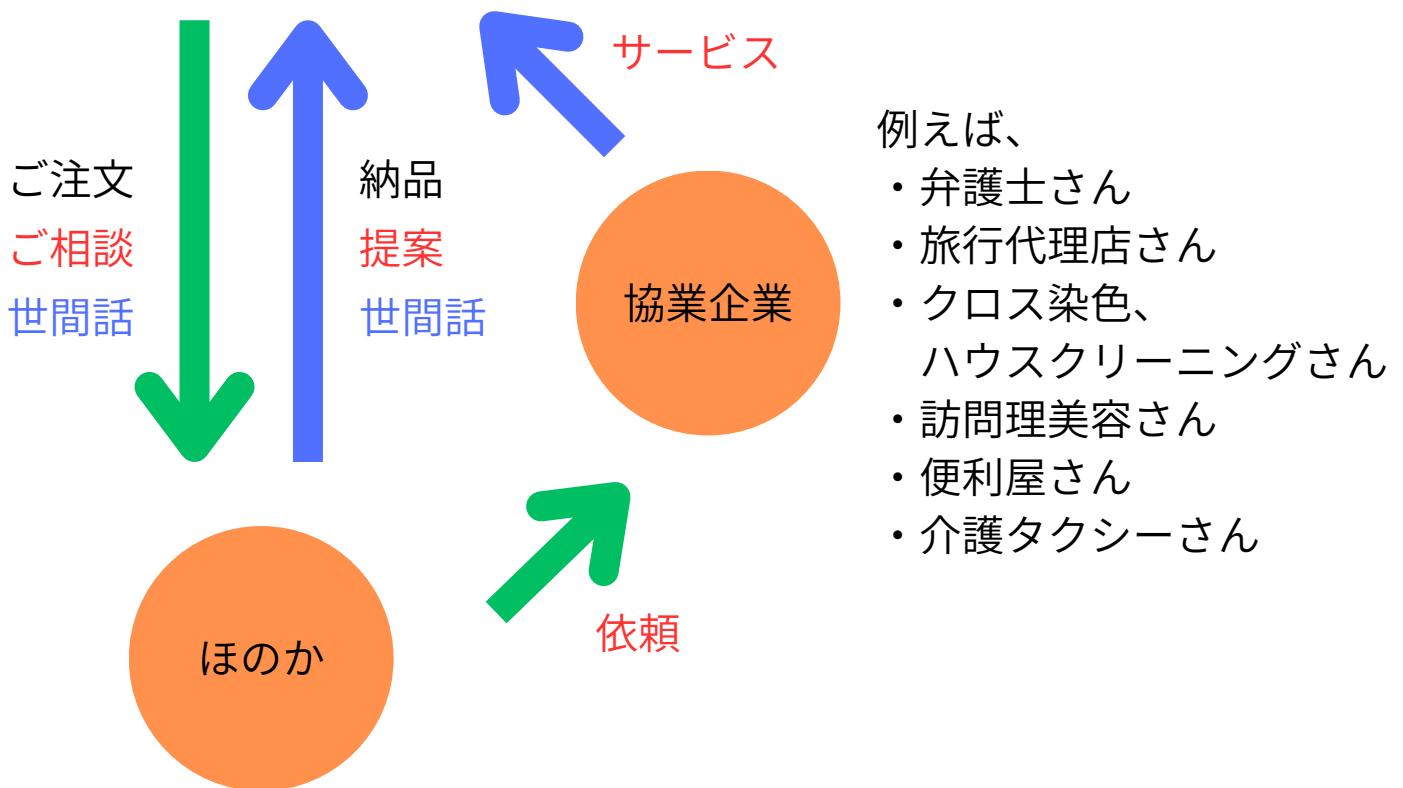 サービス
ご注文
ご相談
世間話
納品
提案
世間話
協業企業
例えば、
・弁護士さん
・旅行代理店さん
・クロス染色、
ハウスクリーニングさん
・訪問理美容さん
・便利屋さん
・介護タクシーさん
依頼
ほのか